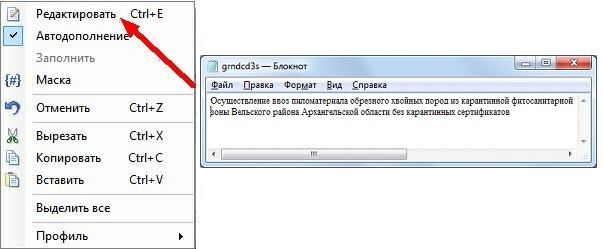 Редактировать Ctrl+E
Автодополнение
Заполнить
{#} Маска
Отменить Ctrl+Z
Вырезать Ctrl+X
Копировать Ctrl+C
Вставить Ctrl+V
Выделить все
Профиль
grndcd3s — Блокнот
Файл Правка Формат Вид Справка
Осуществление ввоз пиломатериала обрезного хвойных пород из карантинной фитосанитарной
зоны Вельского района Архангельской области без карантинных сертификатов